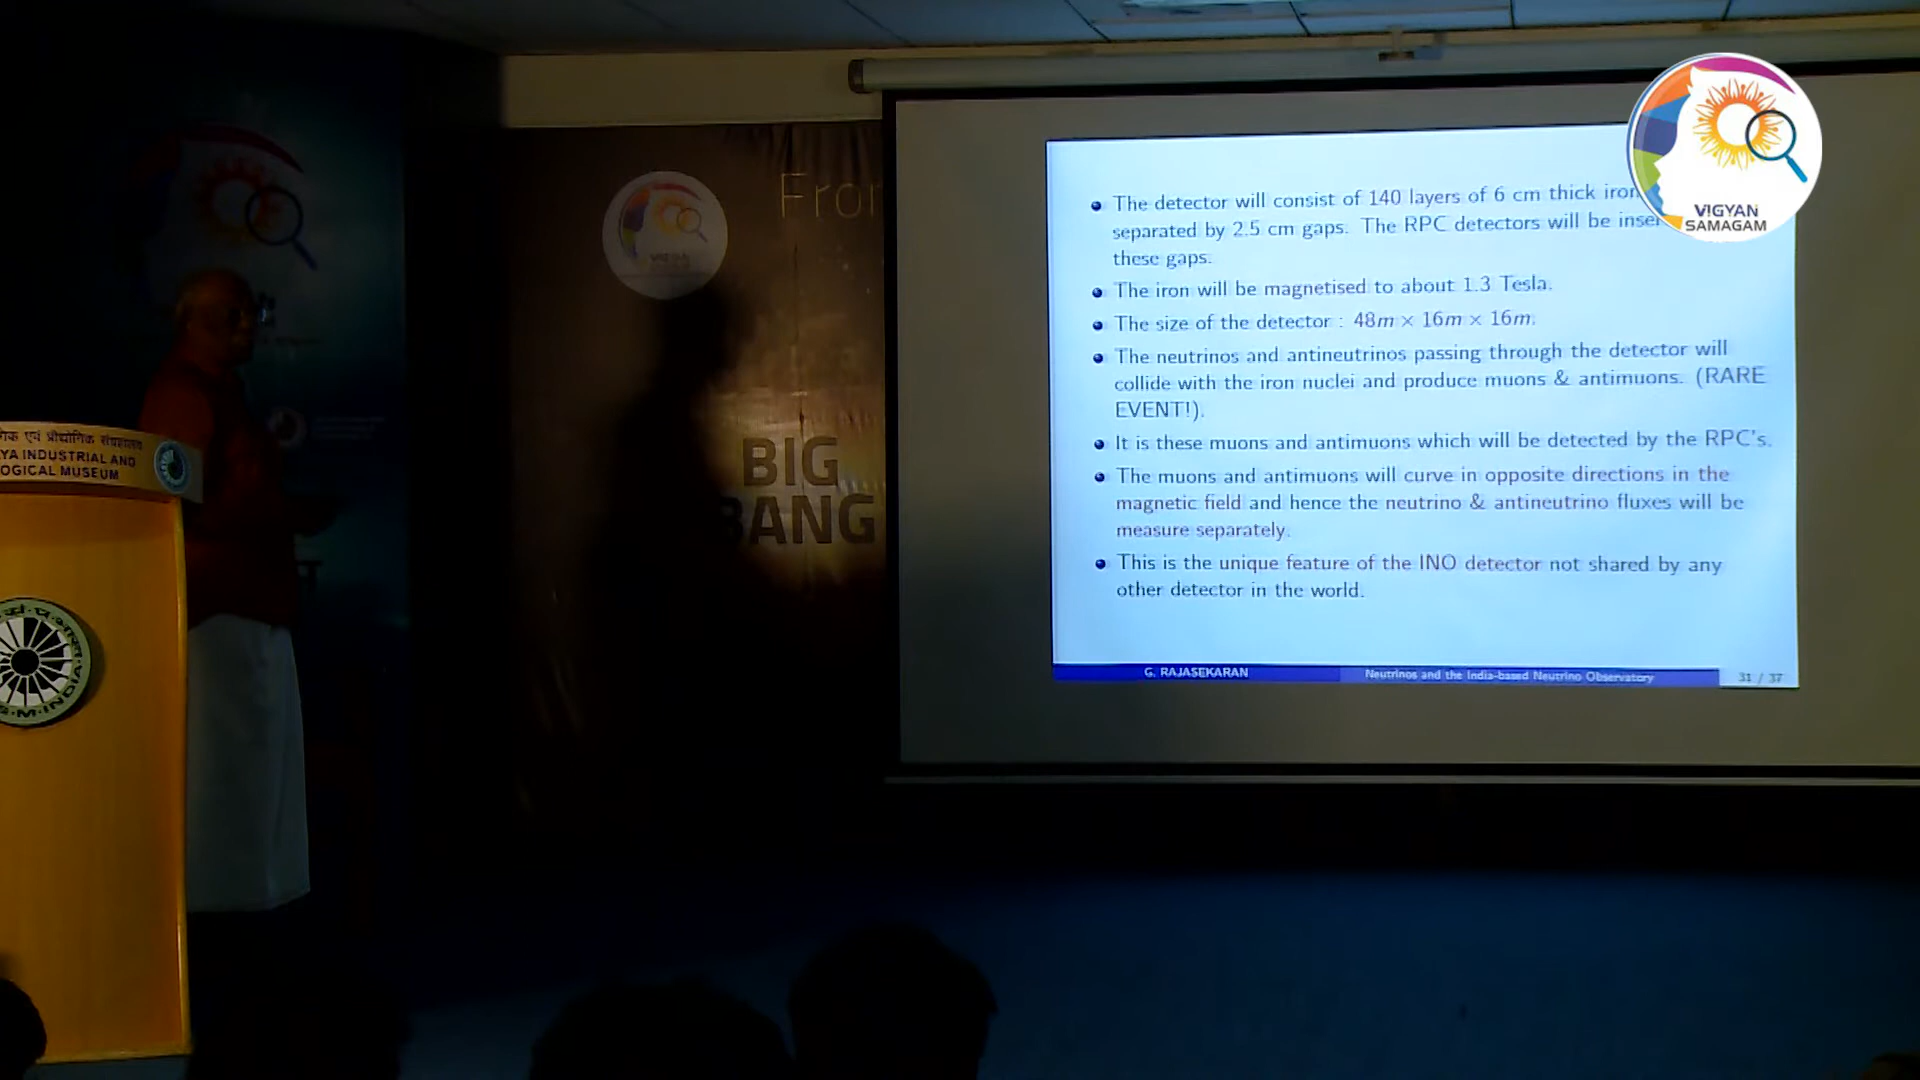 The detector will consist of 140 layers of 6 cm thick iron
separated by 2.5 cm gaps. The RPC detectors will be
these gaps.
The iron will be magnetised to about 1.3 Tesla.
The size of the detector : 48m × 16m × 16m.
The neutrinos and antineutrinos passing through the detector will
collide with the iron nuclei and produce muons & antimuons. (RARE
EVENT!).
It is these muons and antimuons which will be detected by the RPC's.
The muons and antimuons will curve in opposite directions in the
magnetic field and hence the neutrino & antineutrino fluxes will be
measure separately.
This is the unique feature of the INO detector not shared by any
other detector in the world.
G. RAJASEKARAN
Neutrinos and the India-based Neutrino Observatory
31 / 37
VIGYAN
SAMAGAM
BIG
BANG
एवं प्रौद्योगिक संग्रहालय
YA INDUSTRIAL AND
OGICAL MUSEUM